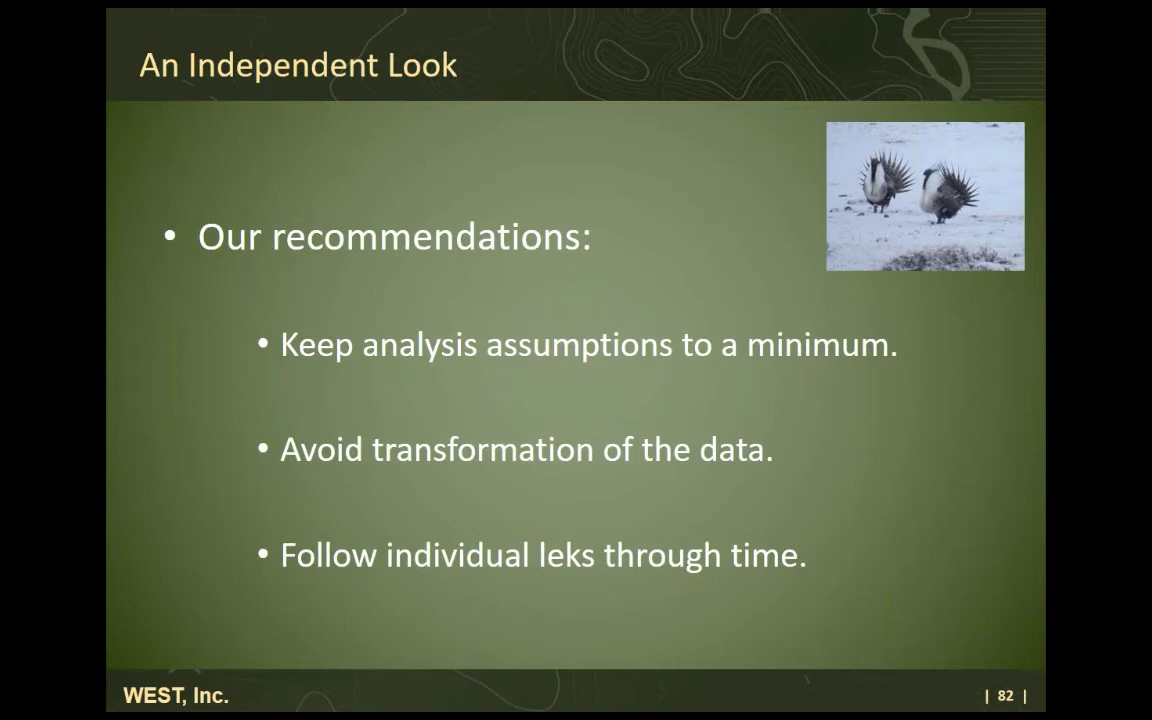 An Independent Look
• Our recommendations:
• Keep analysis assumptions to a minimum.
• Avoid transformation of the data.
• Follow individual leks through time.
WEST, Inc.
| 82 |